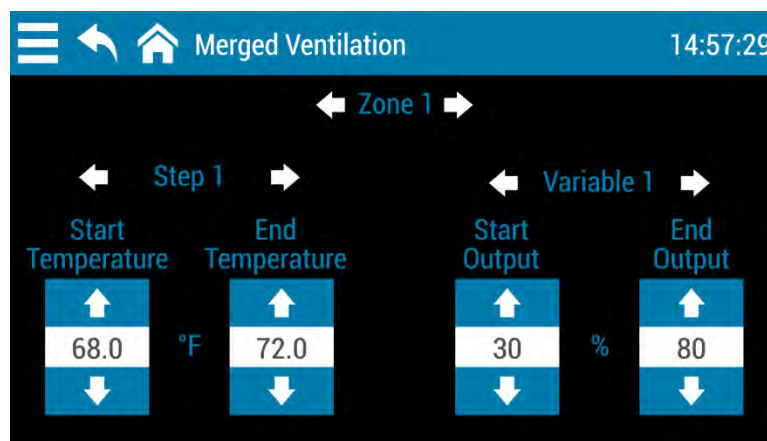 Merged Ventilation 14:57:29
Zone 1
Step 1 Variable 1
Start Temperature End Temperature Start Output End Output
68.0 °F 72.0 30 % 80